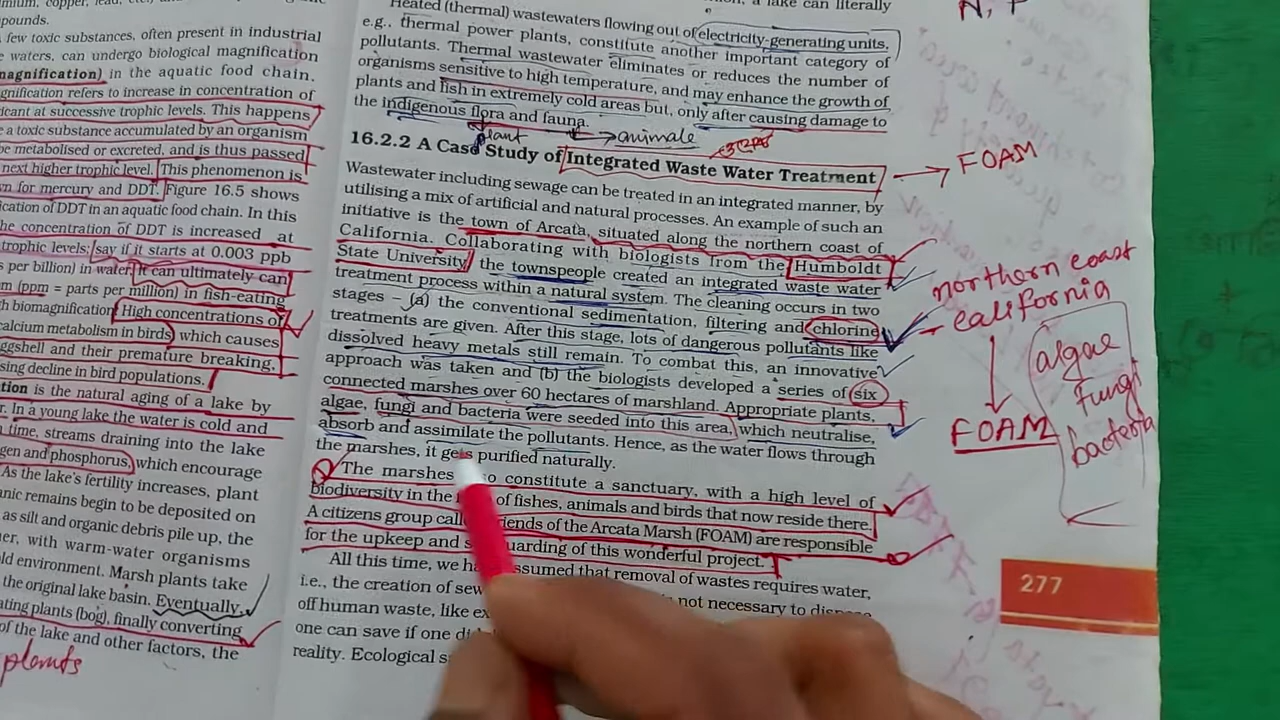 mium, copper, lead, etc.)
pounds.
few toxic substances, often present in industrial
waters, can undergo biological magnification
magnification) in the aquatic food chain.
gnification refers to increase in concentration of
icant at successive trophic levels. This happens
e a toxic substance accumulated by an organism
be metabolised or excreted, and is thus passed
next higher trophic level. This phenomenon is
wn for mercury and DDT. Figure 16.5 shows
ication of DDT in an aquatic food chain. In this
the concentration of DDT is increased at
trophic levels; say if it starts at 0.003 ppb
s per billion) in water, it can ultimately can
m (ppm = parts per million) in fish-eating
h biomagnification. High concentrations of
calcium metabolism in birds, which causes
eggshell and their premature breaking,
sing decline in bird populations.
tion is the natural aging of a lake by
r. In a young lake the water is cold and
time, streams draining into the
gen and phosphorus, which encourage
As the lake's fertility increases, plant
anic remains begin to be deposited on
as silt and organic debris pile up, the
er, with warm-water organisms
ld environment. Marsh plants take
the original lake basin. Eventually,
ating plants (bog), finally converting
of the lake and other factors, the
plants
a lake can literally
Heated (thermal) wastewaters flowing out of electricity-generating units,
e.g., thermal power plants, constitute another important category of
pollutants. Thermal wastewater eliminates or reduces the number of
organisms sensitive to high temperature, and may enhance the growth of
plants and fish in extremely cold areas but, only after causing damage to
the indigenous flora and fauna.
plant → animale
16.2.2 A Case Study of Integrated Waste Water Treatment
→ FOAM
Wastewater including sewage can be treated in an integrated manner, by
utilising a mix of artificial and natural processes. An example of such an
initiative is the town of Arcata, situated along the northern coast of
California. Collaborating with biologists from the Humboldt
State University, the townspeople created an integrated waste water
treatment process within a natural system. The cleaning occurs in two
stages – (a) the conventional sedimentation, filtering and chlorine
treatments are given. After this stage, lots of dangerous pollutants like
dissolved heavy metals still remain. To combat this, an innovative
approach was taken and (b) the biologists developed a series of six
connected marshes over 60 hectares of marshland. Appropriate plants,
algae, fungi and bacteria were seeded into this area, which neutralise,
absorb and assimilate the pollutants. Hence, as the water flows through
the marshes, it gets purified naturally.
The marshes constitute a sanctuary, with a high level of
biodiversity in the of fishes, animals and birds that now reside there.
A citizens group called of the Arcata Marsh (FOAM) are responsible
for the upkeep and of this wonderful project.
All this time, we assumed that removal of wastes requires water,
i.e., the creation of not necessary to
off human waste, like
one can save if one
reality. Ecological
N, P
northern coast
california
FOAM
algae
fungi
bacteria
277